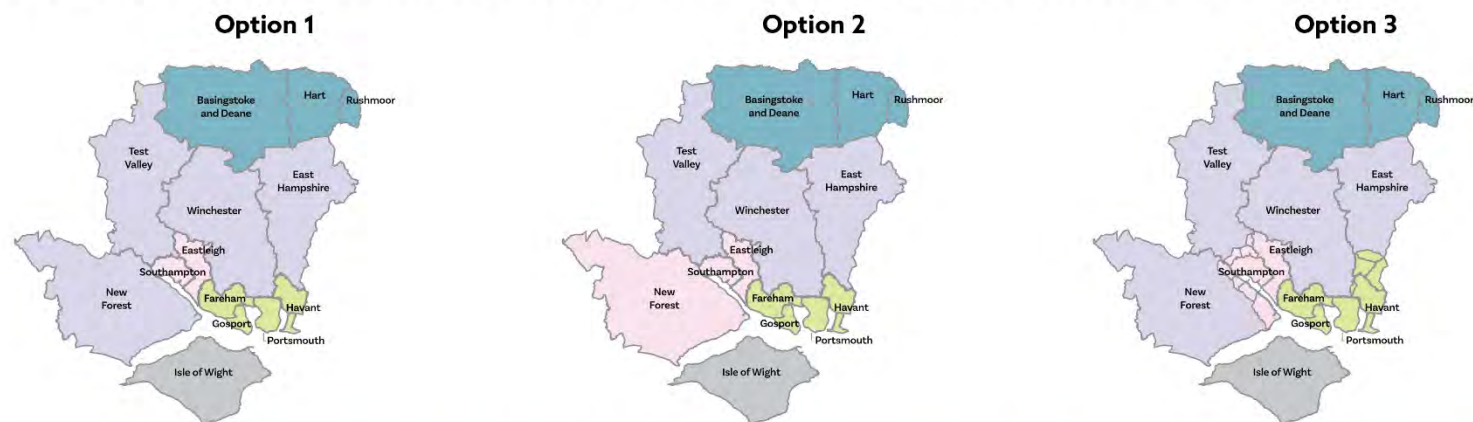 Option 1
Basingstoke
and Deane
Hart
Rushmoor
Test
Valley
East
Hampshire
Winchester
Eastleigh
Southampton
New
Forest
Fareham
Havant
Gosport
Portsmouth
Isle of Wight
Option 2
Basingstoke
and Deane
Hart
Rushmoor
Test
Valley
East
Hampshire
Winchester
Eastleigh
Southampton
New
Forest
Fareham
Havant
Gosport
Portsmouth
Isle of Wight
Option 3
Basingstoke
and Deane
Hart
Rushmoor
Test
Valley
East
Hampshire
Winchester
Eastleigh
Southampton
New
Forest
Fareham
Havant
Gosport
Portsmouth
Isle of Wight